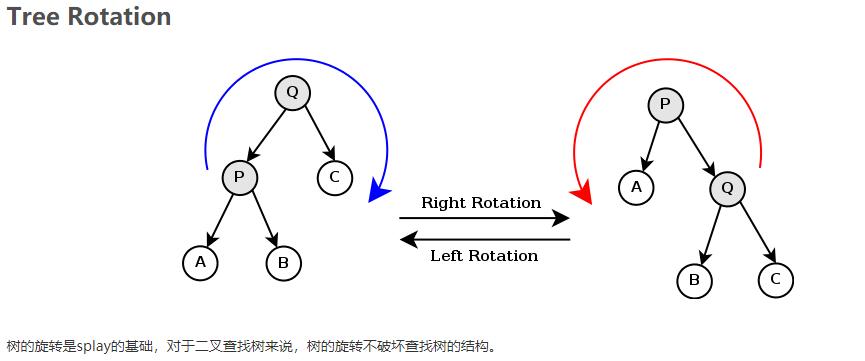 Tree Rotation
Q
P
C
A
B
Right Rotation
Left Rotation
P
A
Q
B
C
树的旋转是splay的基础，对于二叉查找树来说，树的旋转不破坏查找树的结构。